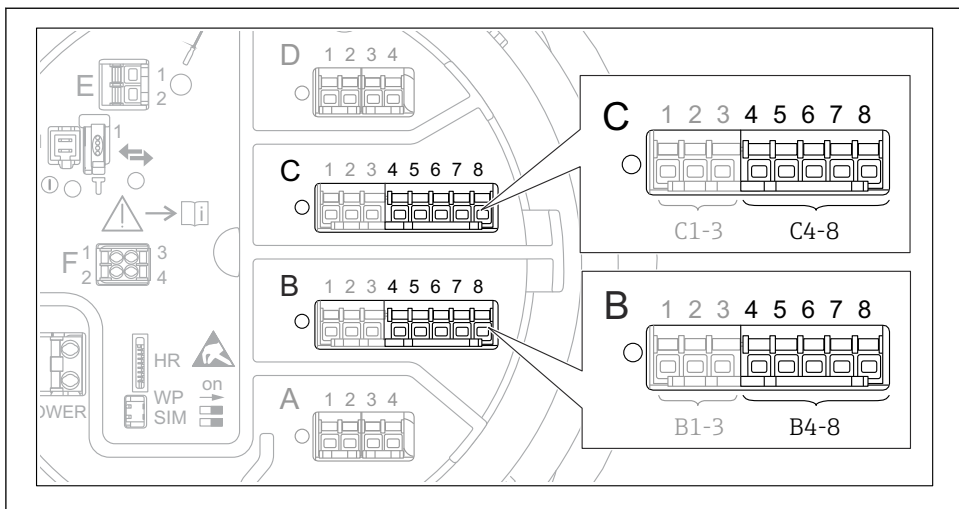 D 1 2 3 4
E 1
2
1
C 1 2 3 4 5 6 7 8
C 1 2 3 4 5 6 7 8
C1-3 C4-8
i
F 1 3
2 4
B 1 2 3 4 5 6 7 8
B 1 2 3 4 5 6 7 8
B1-3 B4-8
HR
WP on
SIM
OWER
A 1 2 3 4